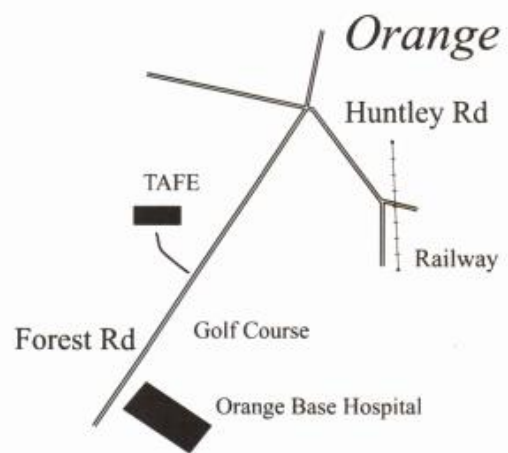 Orange
Huntley Rd
TAFE
Railway
Golf Course
Forest Rd
Orange Base Hospital